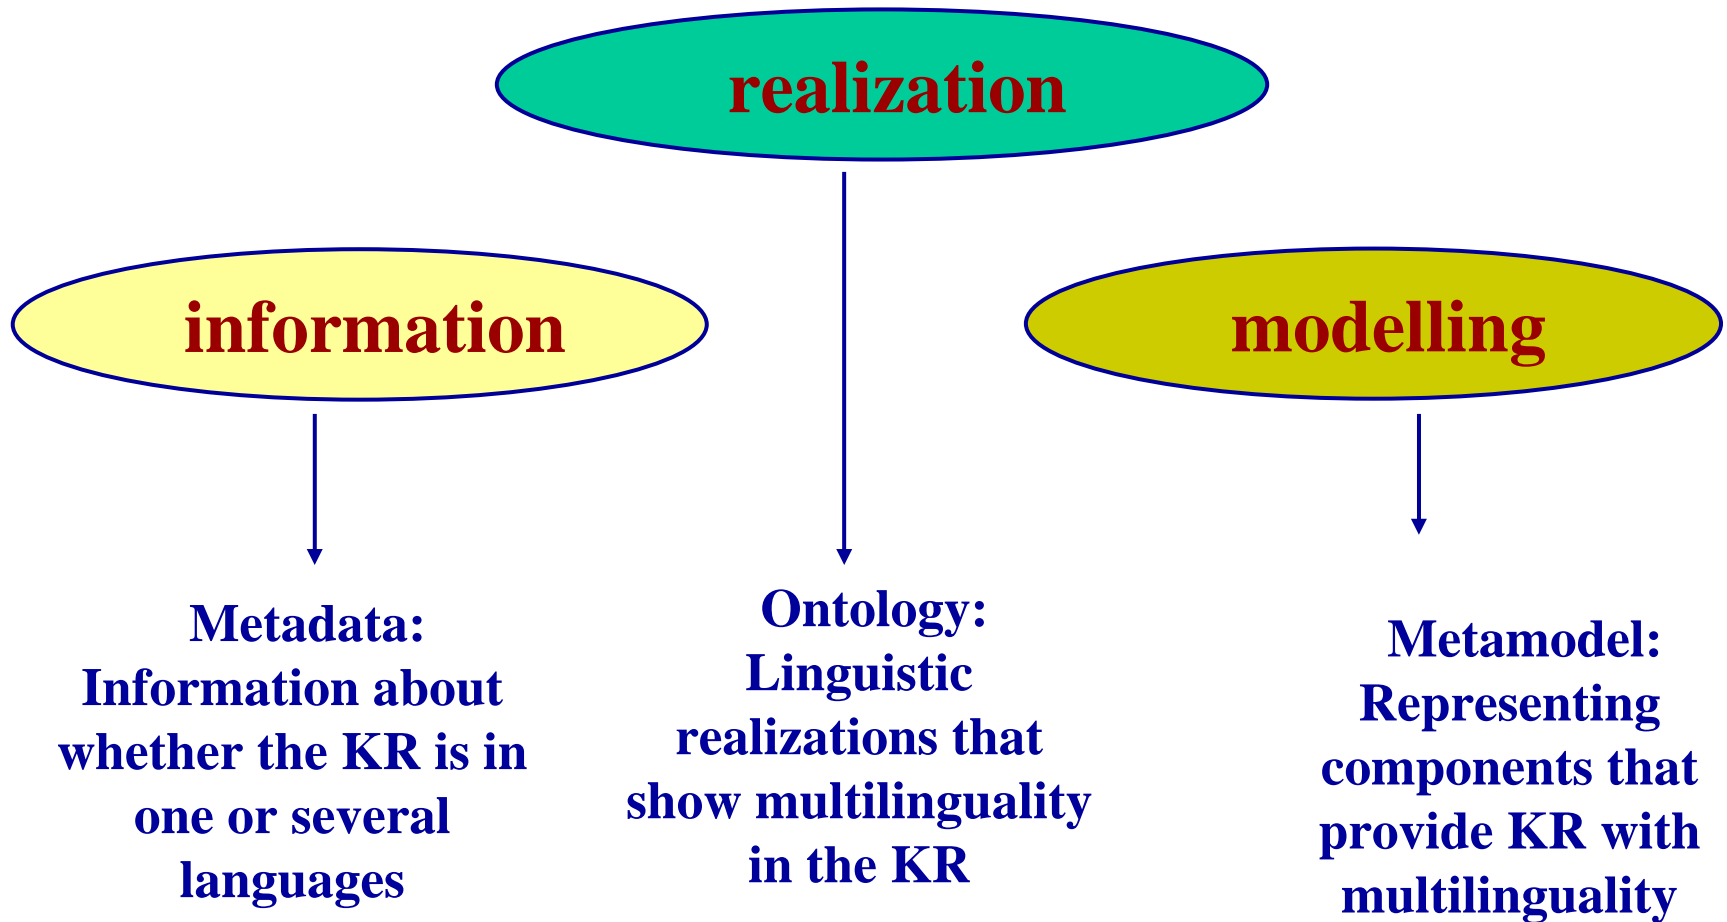 realization
information
modelling
Metadata:
Information about
whether the KR is in
one or several
languages
Ontology:
Linguistic
realizations that
show multilinguality
in the KR
Metamodel:
Representing
components that
provide KR with
multilinguality